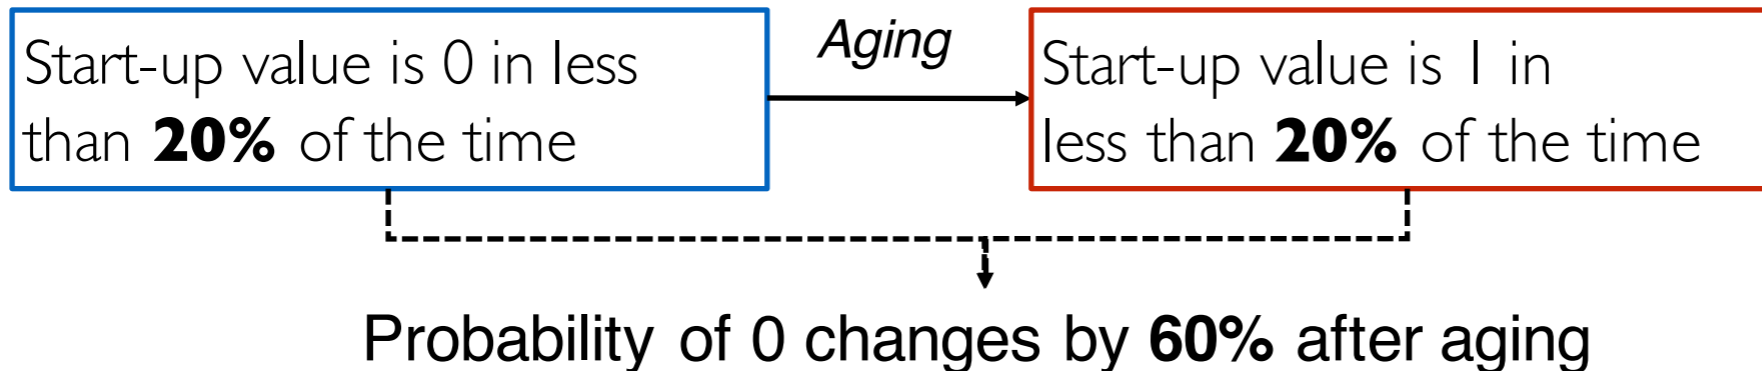 Start-up value is 0 in less
than 20% of the time
Aging
Start-up value is 1 in
less than 20% of the time
Probability of 0 changes by 60% after aging